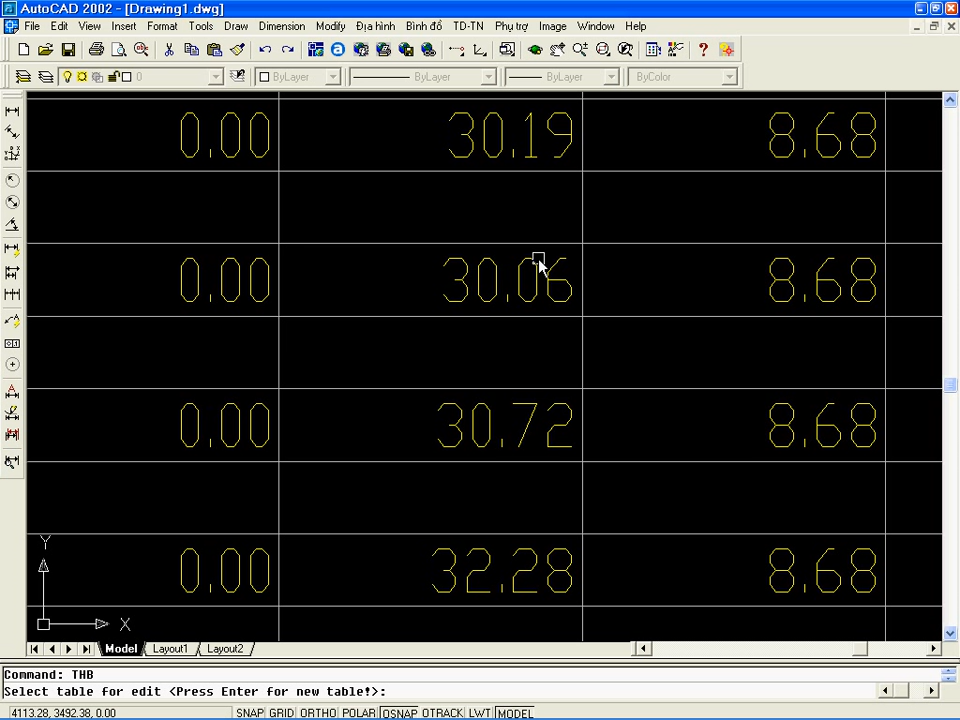 AutoCAD 2002 - [Drawing1.dwg]
File Edit View Insert Format Tools Draw Dimension Modify Địa hình Bình đồ TD-TN Phụ trợ Image Window Help
0 ByLayer ByLayer ByLayer ByColor
0.00 30.19 8.68
0.00 30.06 8.68
0.00 30.72 8.68
0.00 32.28 8.68
Y
X
Model Layout1 Layout2
Command: THB
Select table for edit <Press Enter for new table!>:
4113.28, 3492.38, 0.00 SNAP GRID ORTHO POLAR OSNAP OTRACK LWT MODEL